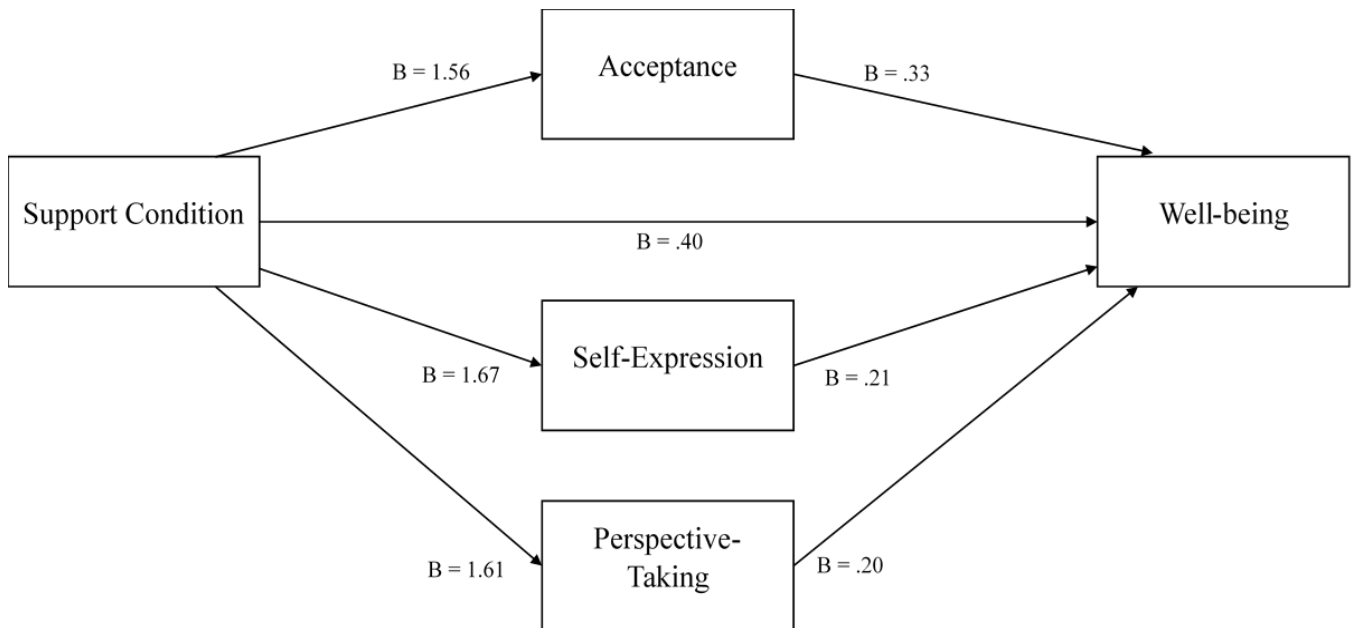 Acceptance
B = 1.56
B = .33
Support Condition
Well-being
B = .40
Self-Expression
B = 1.67
B = .21
Perspective-
Taking
B = 1.61
B = .20